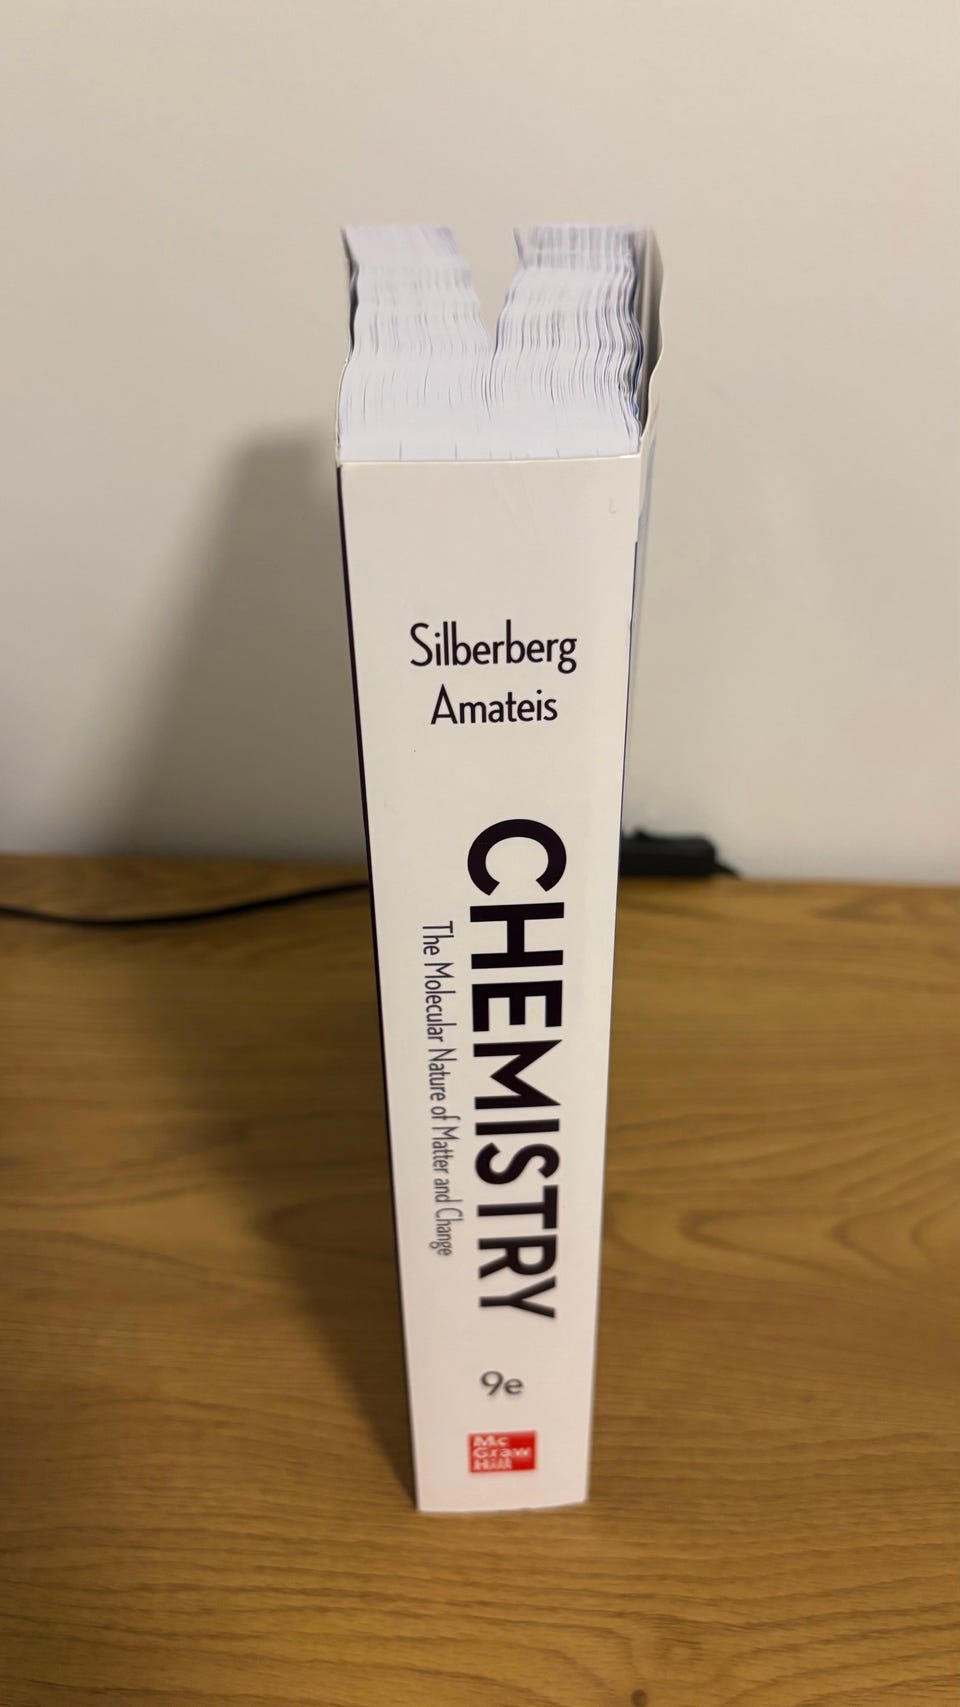 Silberberg
Amateis
CHEMISTRY
The Molecular Nature of Matter and Change
9e
Mc
Graw
Hill